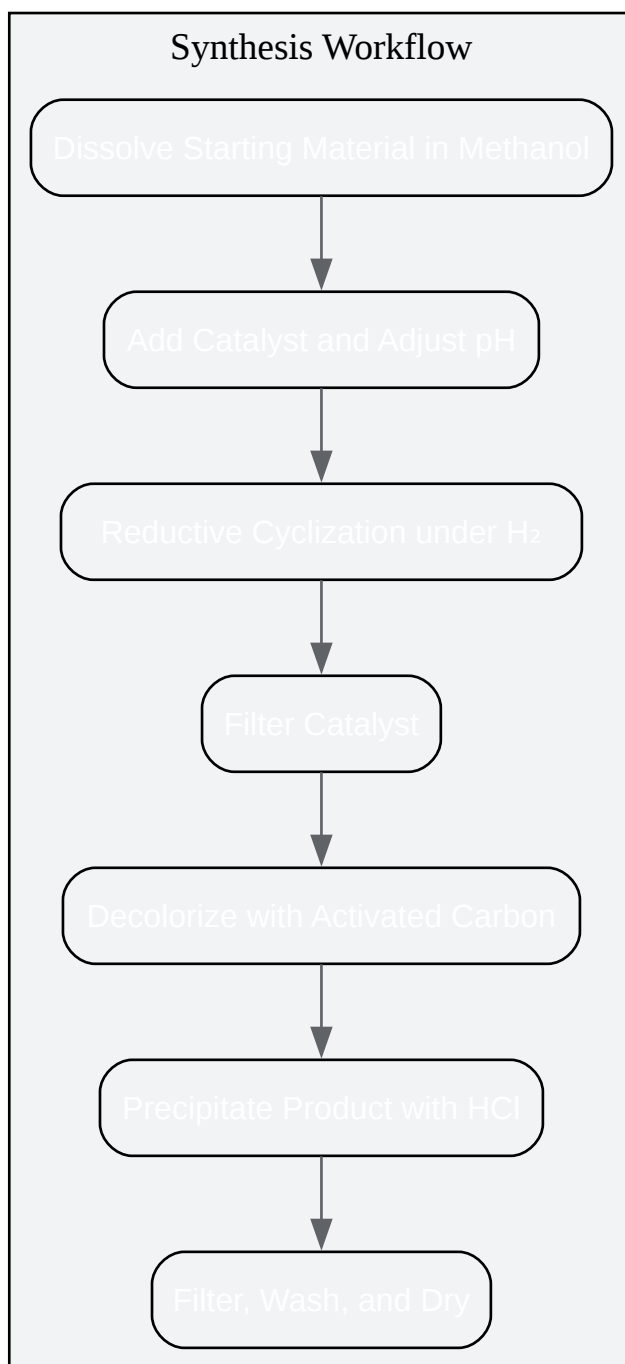 Synthesis Workflow
Dissolve Starting Material in Methanol
Add Catalyst and Adjust pH
Reductive Cyclization under H₂
Filter Catalyst
Decolorize with Activated Carbon
Precipitate Product with HCl
Filter, Wash, and Dry